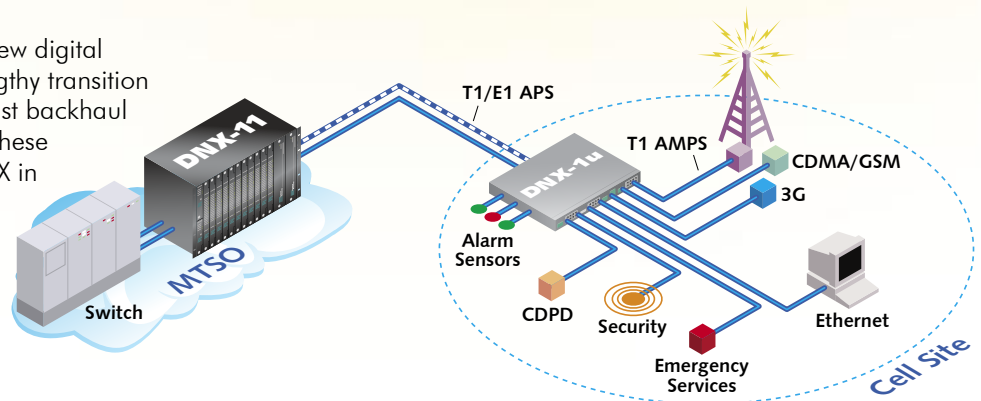 ew digital
gthy transition
st backhaul
hese
X in
T1/E1 APS
DNX-11
DNX-1u
T1 AMPS
CDMA/GSM
3G
Alarm
Sensors
MTSO
Switch
CDPD
Security
Ethernet
Emergency
Services
Cell Site